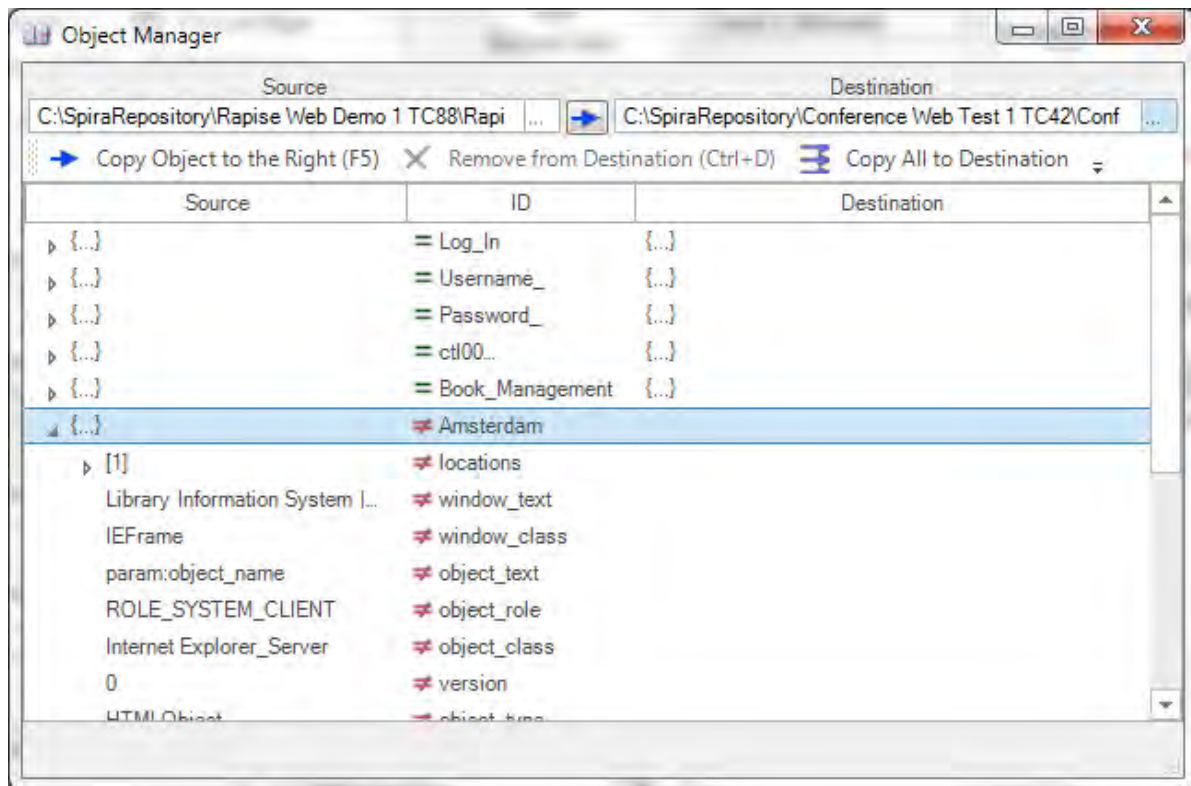 Object Manager
Source Destination
C:\SpiraRepository\Rapise Web Demo 1 TC88\Rapi ... C:\SpiraRepository\Conference Web Test 1 TC42\Conf ...
Copy Object to the Right (F5) Remove from Destination (Ctrl+D) Copy All to Destination
Source ID Destination
{...} = Log_In {...}
{...} = Username_ {...}
{...} = Password_ {...}
{...} = ctl00... {...}
{...} = Book_Management {...}
{...} ≠ Amsterdam
[1] ≠ locations
Library Information System |... ≠ window_text
IEFrame ≠ window_class
param:object_name ≠ object_text
ROLE_SYSTEM_CLIENT ≠ object_role
Internet Explorer_Server ≠ object_class
0 ≠ version
HTMLObject ≠ object_type